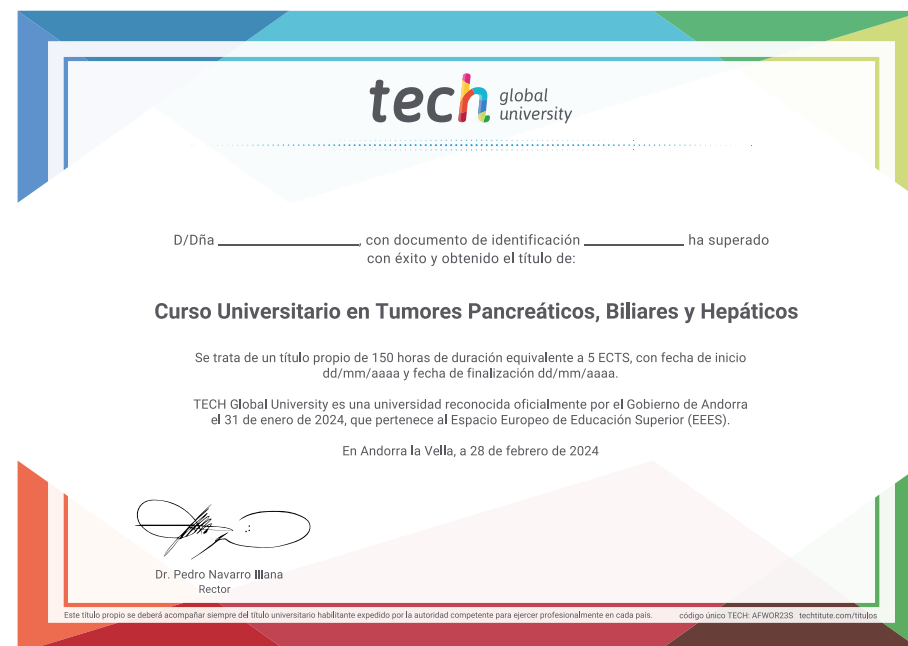 tech global university
D/Dña ____________________, con documento de identificación ______________ ha superado
con éxito y obtenido el título de:
Curso Universitario en Tumores Pancreáticos, Biliares y Hepáticos
Se trata de un título propio de 150 horas de duración equivalente a 5 ECTS, con fecha de inicio
dd/mm/aaaa y fecha de finalización dd/mm/aaaa.
TECH Global University es una universidad reconocida oficialmente por el Gobierno de Andorra
el 31 de enero de 2024, que pertenece al Espacio Europeo de Educación Superior (EEES).
En Andorra la Vella, a 28 de febrero de 2024
Dr. Pedro Navarro Illana
Rector
Este título propio se deberá acompañar siempre del título universitario habilitante expedido por la autoridad competente para ejercer profesionalmente en cada país. código único TECH: AFWOR23S techtitute.com/titulos